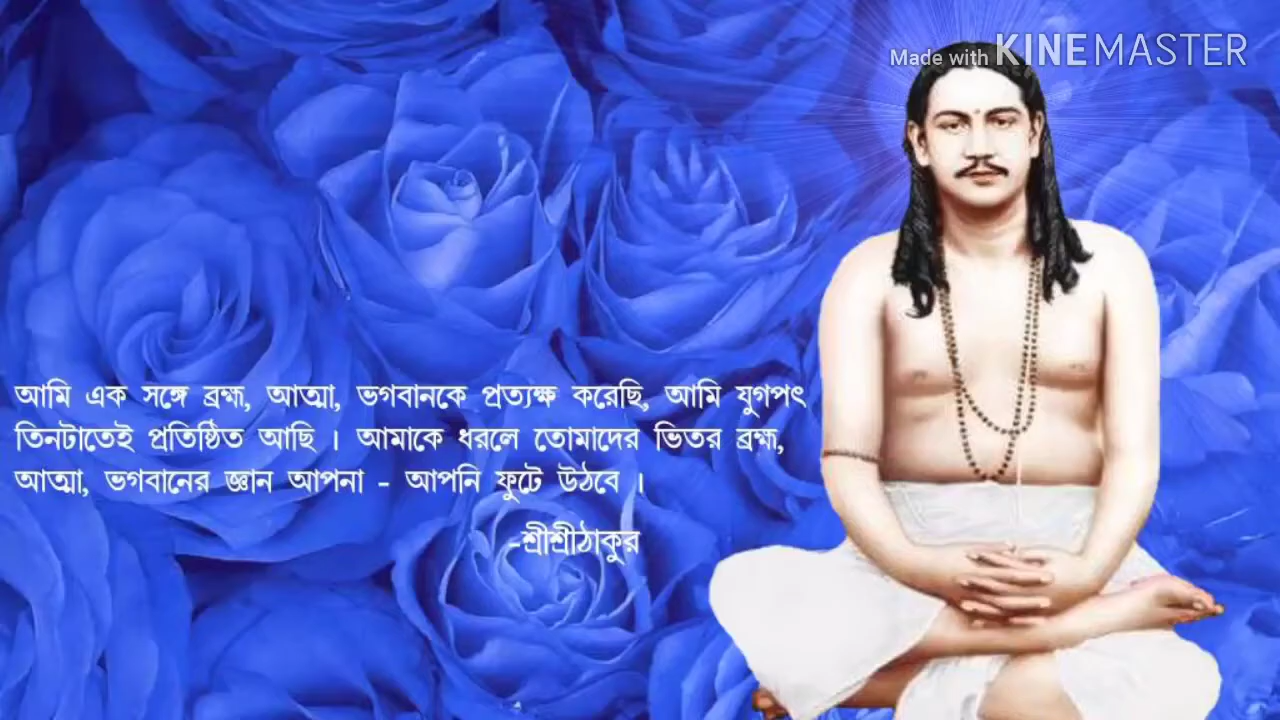 Made with KINEMASTER
আমি এক সঙ্গে ব্রহ্ম, আত্মা, ভগবানকে প্রত্যক্ষ করেছি, আমি যুগপৎ
তিনটাতেই প্রতিষ্ঠিত আছি । আমাকে ধরলে তোমাদের ভিতর ব্রহ্ম,
আত্মা, ভগবানের জ্ঞান আপনা - আপনি ফুটে উঠবে ।
-শ্রীশ্রীঠাকুর